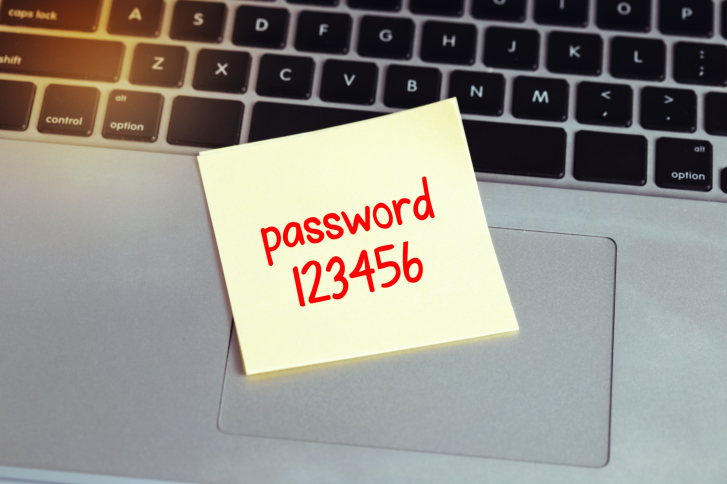 caps lock A S D F G H J K L : ;
shift Z X C V B N M < , > .
control alt option alt option
I O P
password
123456